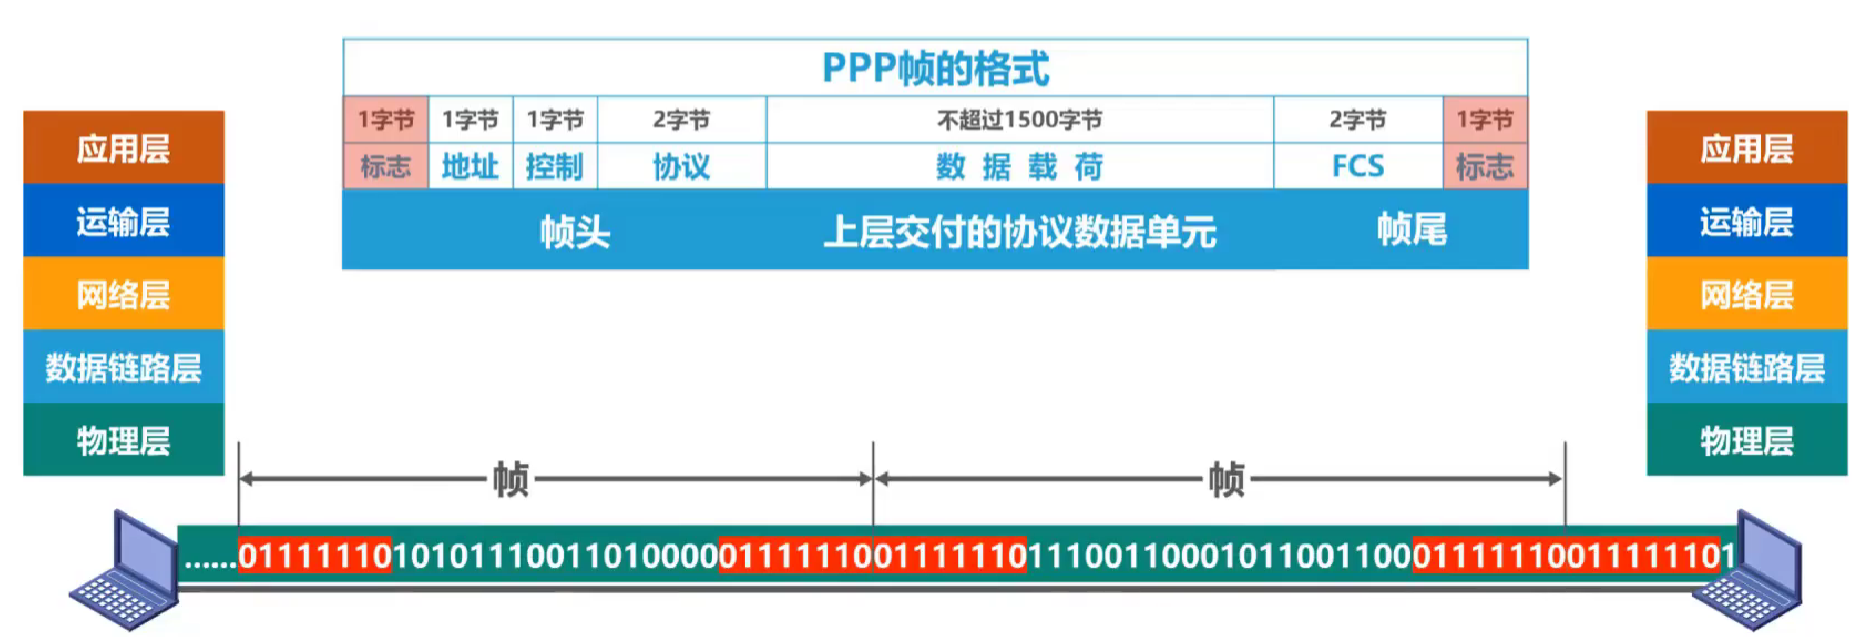 PPP帧的格式
1字节 1字节 1字节 2字节 不超过1500字节 2字节 1字节
标志 地址 控制 协议 数据载荷 FCS 标志
帧头 上层交付的协议数据单元 帧尾
应用层
运输层
网络层
数据链路层
物理层
应用层
运输层
网络层
数据链路层
物理层
帧 帧
......011111101010111001101000001111110011111101110011000101100110001111110011111101